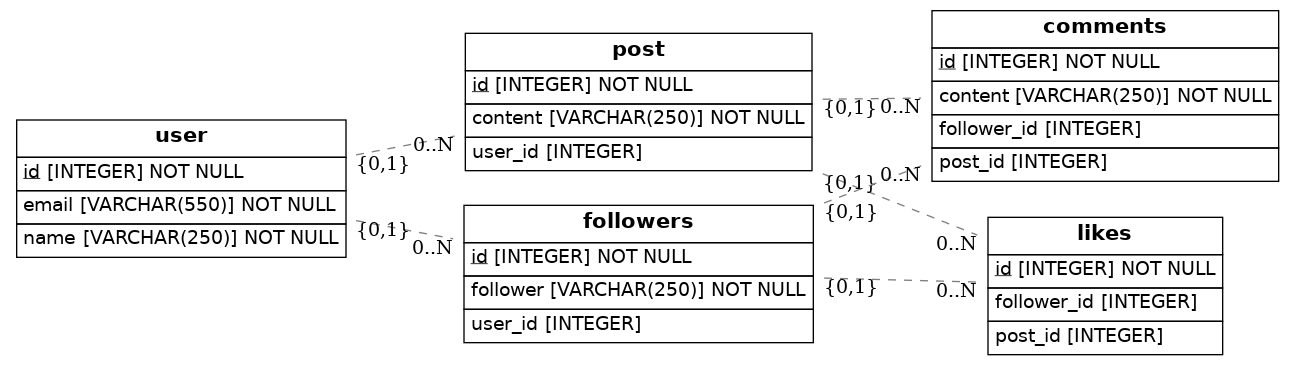 user
id [INTEGER] NOT NULL
email [VARCHAR(550)] NOT NULL
name [VARCHAR(250)] NOT NULL
{0,1}
0..N
{0,1}
0..N
post
id [INTEGER] NOT NULL
content [VARCHAR(250)] NOT NULL
user_id [INTEGER]
followers
id [INTEGER] NOT NULL
follower [VARCHAR(250)] NOT NULL
user_id [INTEGER]
{0,1}
0..N
{0,1}
0..N
{0,1}
0..N
{0,1}
0..N
comments
id [INTEGER] NOT NULL
content [VARCHAR(250)] NOT NULL
follower_id [INTEGER]
post_id [INTEGER]
likes
id [INTEGER] NOT NULL
follower_id [INTEGER]
post_id [INTEGER]